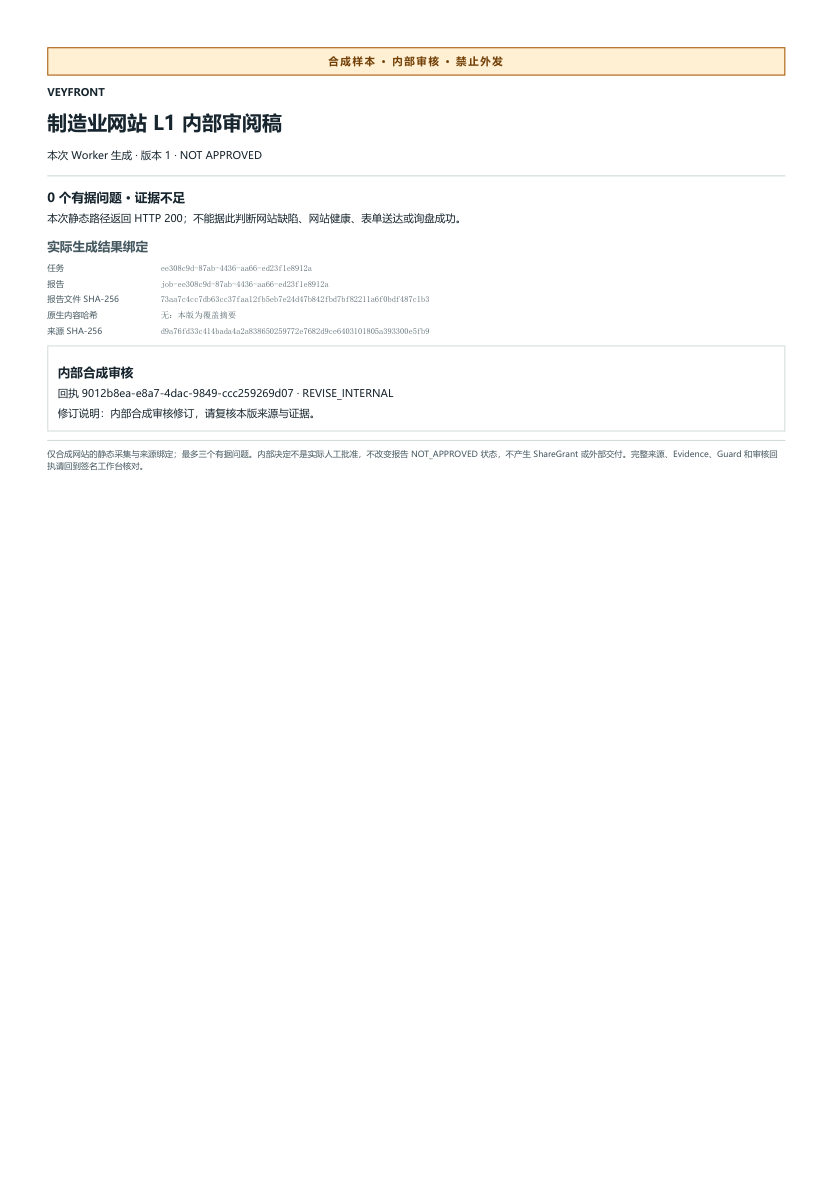 合成样本 · 内部审核 · 禁止外发
VEYFRONT
制造业网站 L1 内部审阅稿
本次 Worker 生成 · 版本 1 · NOT APPROVED
0 个有据问题 · 证据不足
本次静态路径返回 HTTP 200；不能据此判断网站缺陷、网站健康、表单送达或询盘成功。
实际生成结果绑定
任务 ee308c9d-87ab-4436-aa66-ed23f1e8912a
报告 job-ee308c9d-87ab-4436-aa66-ed23f1e8912a
报告文件 SHA-256 73aa7c4cc7db63cc37faa12fb5eb7e24d47b842fbd7bf82211a6f0bdf487c1b3
原生内容哈希 无：本版为覆盖摘要
来源 SHA-256 d9a76fd33c414bada4a2a838650259772e7682d9ce6403101805a393300e5fb9
内部合成审核
回执 9012b8ea-e8a7-4dac-9849-ccc259269d07 · REVISE_INTERNAL
修订说明：内部合成审核修订，请复核本版来源与证据。
仅合成网站的静态采集与来源绑定；最多三个有据问题。内部决定不是实际人工批准，不改变报告 NOT_APPROVED 状态，不产生 ShareGrant 或外部交付。完整来源、Evidence、Guard 和审核回
执请回到签名工作台核对。